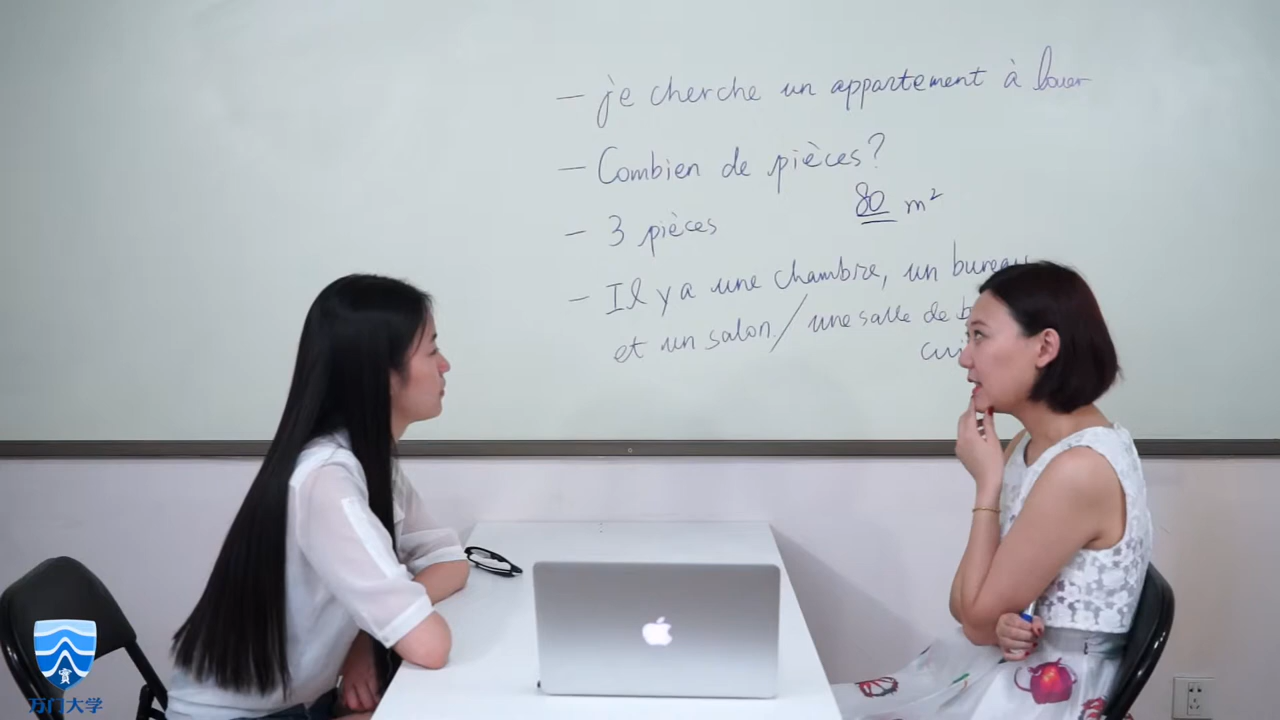 — je cherche un appartement à louer
— Combien de pièces?
80 m²
— 3 pièces
— Il y a une chambre, un bureau
et un salon / une salle de
万门大学